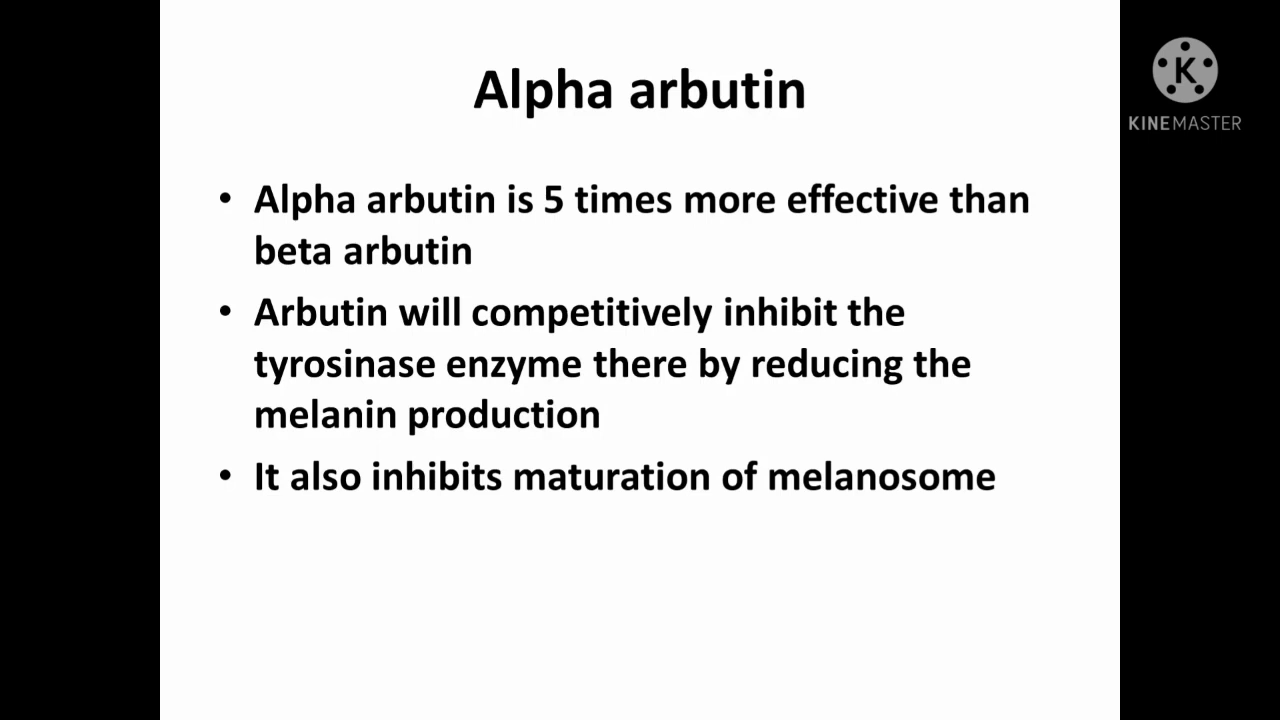 Alpha arbutin
K
KINEMASTER
• Alpha arbutin is 5 times more effective than
beta arbutin
• Arbutin will competitively inhibit the
tyrosinase enzyme there by reducing the
melanin production
• It also inhibits maturation of melanosome